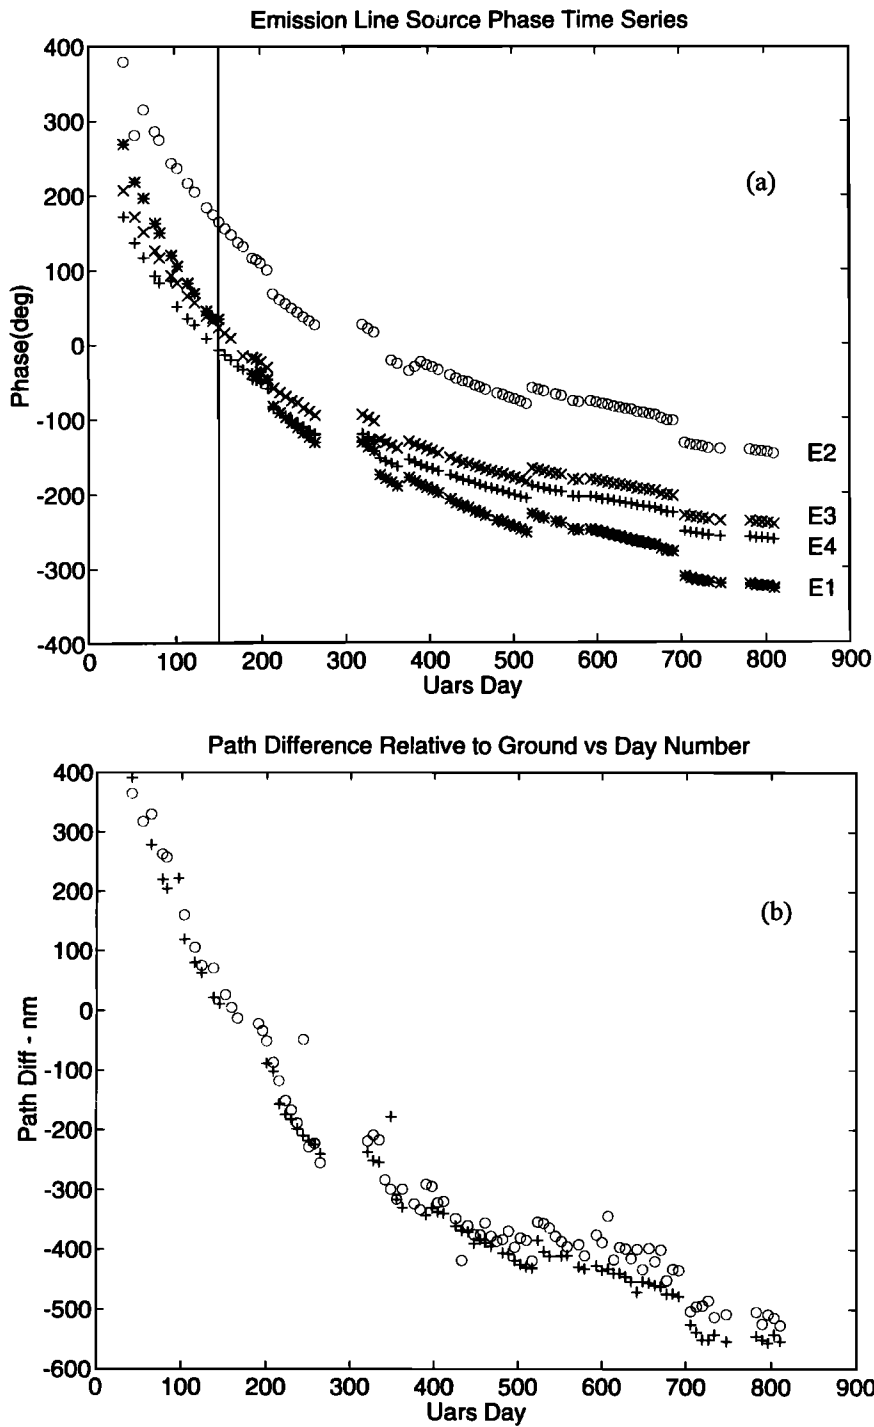 Emission Line Source Phase Time Series
400
300
200
100
0
-100
-200
-300
-400
Phase(deg)
(a)
E2
E3
E4
E1
0 100 200 300 400 500 600 700 800 900
Uars Day
Path Difference Relative to Ground vs Day Number
400
300
200
100
0
-100
-200
-300
-400
-500
-600
Path Diff - nm
(b)
0 100 200 300 400 500 600 700 800 900
Uars Day